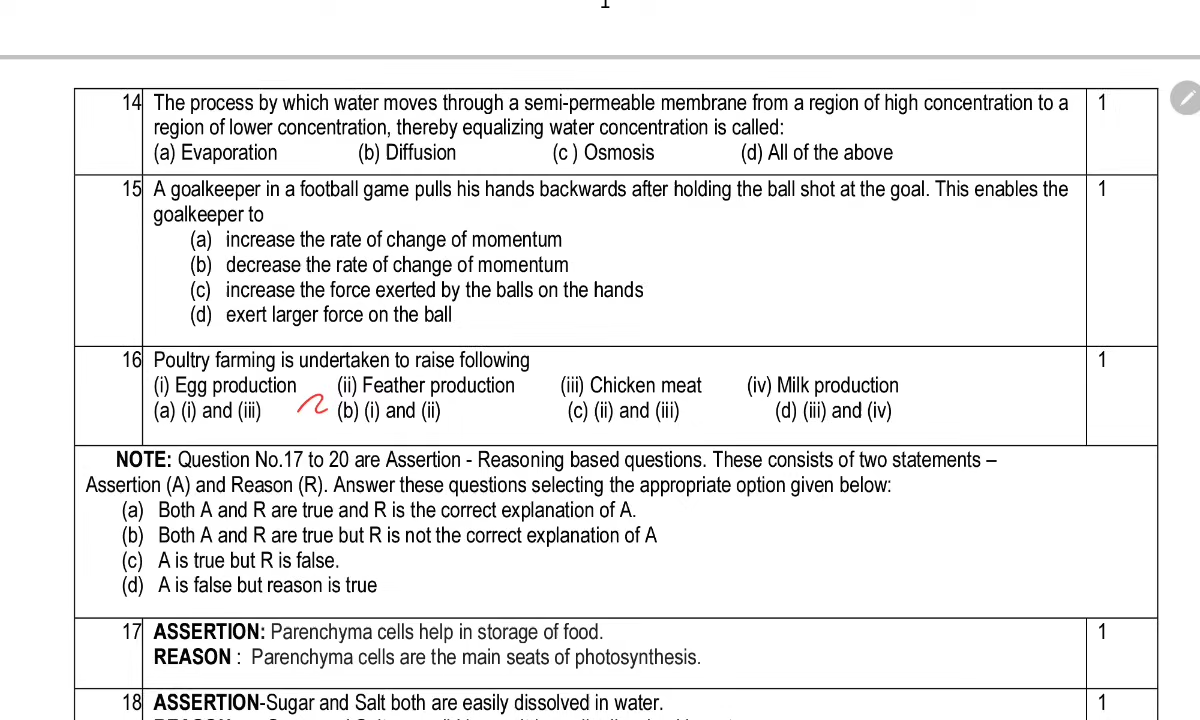 1
14 The process by which water moves through a semi-permeable membrane from a region of high concentration to a 1
region of lower concentration, thereby equalizing water concentration is called:
(a) Evaporation (b) Diffusion (c ) Osmosis (d) All of the above
15 A goalkeeper in a football game pulls his hands backwards after holding the ball shot at the goal. This enables the 1
goalkeeper to
(a) increase the rate of change of momentum
(b) decrease the rate of change of momentum
(c) increase the force exerted by the balls on the hands
(d) exert larger force on the ball
16 Poultry farming is undertaken to raise following 1
(i) Egg production (ii) Feather production (iii) Chicken meat (iv) Milk production
(a) (i) and (iii) (b) (i) and (ii) (c) (ii) and (iii) (d) (iii) and (iv)
NOTE: Question No.17 to 20 are Assertion - Reasoning based questions. These consists of two statements –
Assertion (A) and Reason (R). Answer these questions selecting the appropriate option given below:
(a) Both A and R are true and R is the correct explanation of A.
(b) Both A and R are true but R is not the correct explanation of A
(c) A is true but R is false.
(d) A is false but reason is true
17 ASSERTION: Parenchyma cells help in storage of food. 1
REASON : Parenchyma cells are the main seats of photosynthesis.
18 ASSERTION-Sugar and Salt both are easily dissolved in water. 1